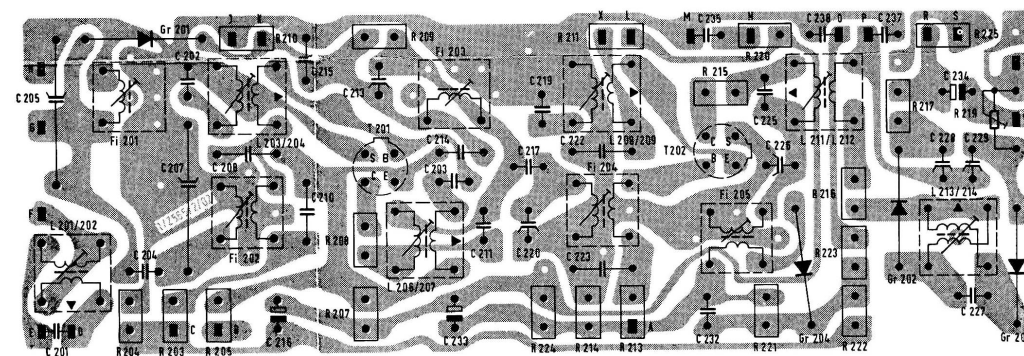 J K X L M C 235 N C 236 O P C 237 R S
Gr 201 R 210 R 209 R 211 R 225
C 202 Fi 203 R 226 C 234
C 205 C 215 C 213 C 219 R 215 R 217 R 219
G C 225
Fi 201 T 201 C 222 L 208/209 L 211/L 212
L 203/204 C 214 T 202 C 228 C 229
C 208 S B C 217 C S C 226
C 207 C E C 203 Fi 204 B E
C 210 Fi 205 R 216 L 213/214
F
L 201/202 R 208 C 211 C 220
C 204 Fi 202 C 223 R 223
L 206/207 Gr 202
R 207 C 227
E D C B A
C 201 R 204 R 203 R 205 C 216 C 233 R 224 R 214 R 213 C 232 R 221 Gr 204 R 222